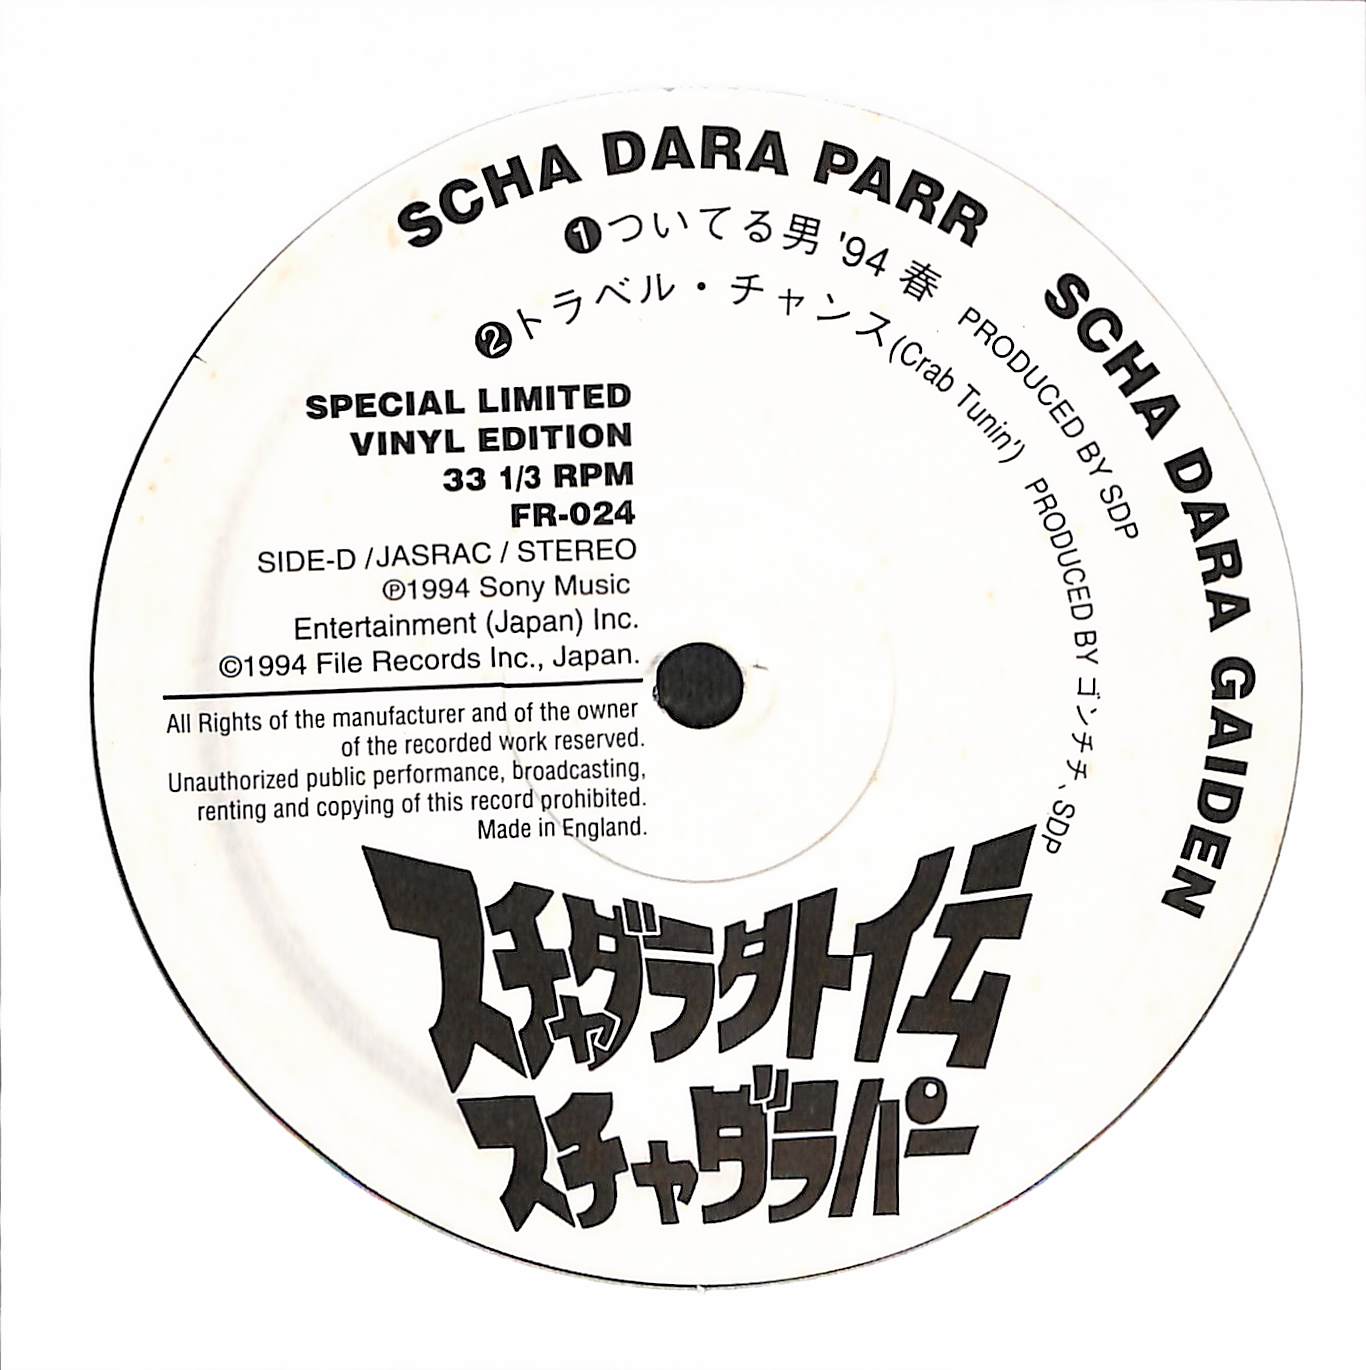 SCHA DARA PARR SCHA DARA GAIDEN
❶ついてる男 '94 春 PRODUCED BY SDP
❷トラベル・チャンス(Crab Tunin') PRODUCED BY ゴンチチ、SDP
SPECIAL LIMITED
VINYL EDITION
33 1/3 RPM
FR-024
SIDE-D /JASRAC / STEREO
℗1994 Sony Music
Entertainment (Japan) Inc.
©1994 File Records Inc., Japan.
All Rights of the manufacturer and of the owner
of the recorded work reserved.
Unauthorized public performance, broadcasting,
renting and copying of this record prohibited.
Made in England.
スチャダラ外伝
スチャダラパー